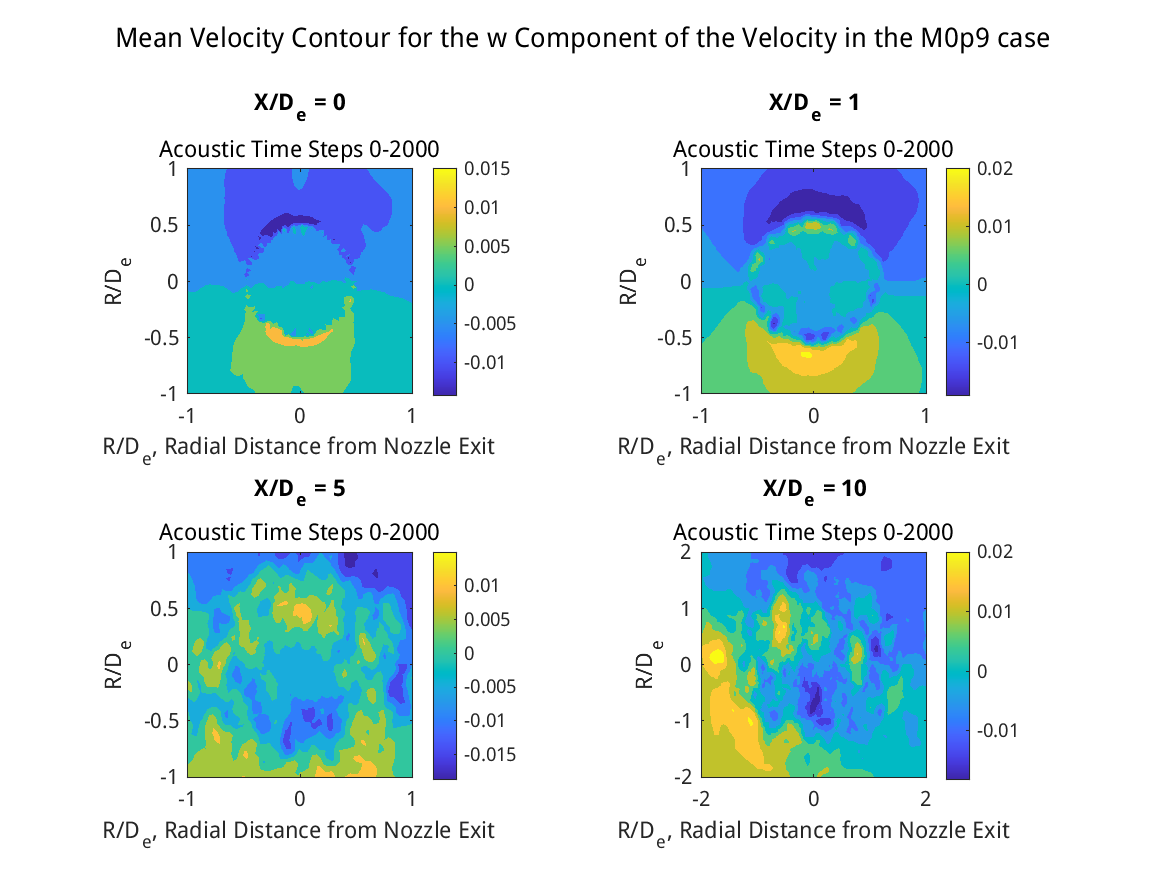 Mean Velocity Contour for the w Component of the Velocity in the M0p9 case
X/De = 0
Acoustic Time Steps 0-2000
1
0.5
0
-0.5
-1
-1 0 1
R/De
R/De, Radial Distance from Nozzle Exit
0.015
0.01
0.005
0
-0.005
-0.01
X/De = 1
Acoustic Time Steps 0-2000
1
0.5
0
-0.5
-1
-1 0 1
R/De
R/De, Radial Distance from Nozzle Exit
0.02
0.01
0
-0.01
X/De = 5
Acoustic Time Steps 0-2000
1
0.5
0
-0.5
-1
-1 0 1
R/De
R/De, Radial Distance from Nozzle Exit
0.01
0.005
0
-0.005
-0.01
-0.015
X/De = 10
Acoustic Time Steps 0-2000
2
1
0
-1
-2
-2 0 2
R/De
R/De, Radial Distance from Nozzle Exit
0.02
0.01
0
-0.01